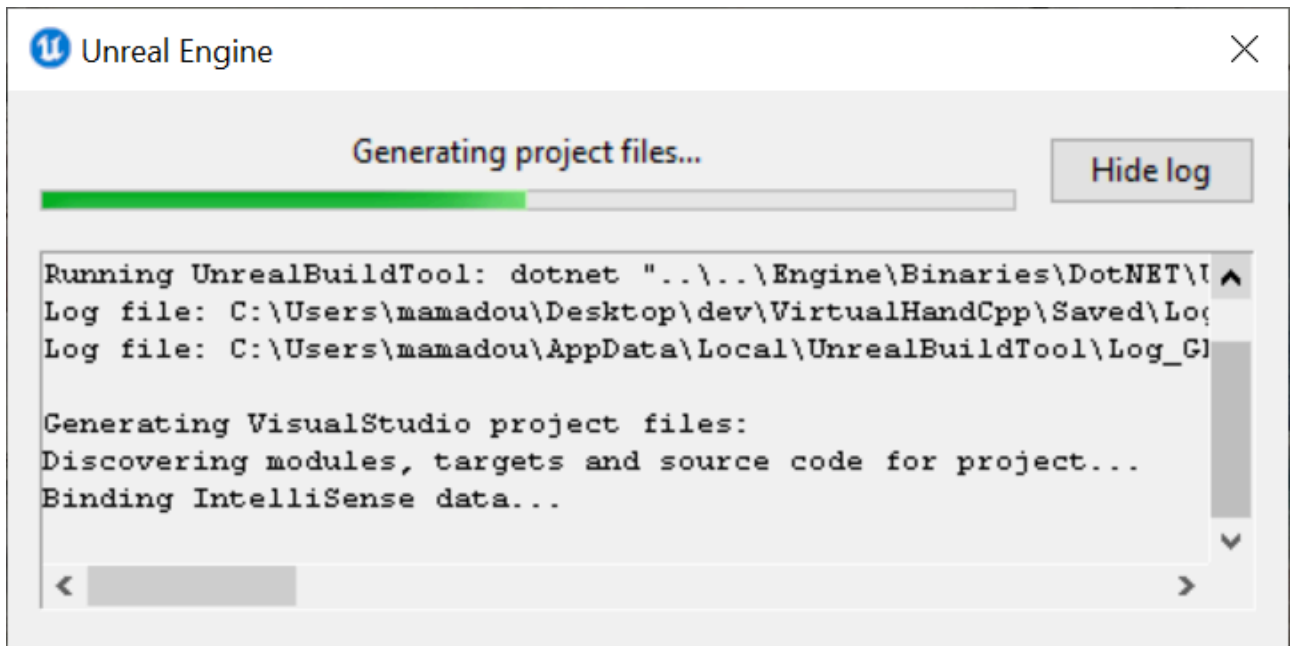 Unreal Engine
Generating project files...
Hide log
Running UnrealBuildTool: dotnet "..\..\Engine\Binaries\DotNET\
Log file: C:\Users\mamadou\Desktop\dev\VirtualHandCpp\Saved\Log
Log file: C:\Users\mamadou\AppData\Local\UnrealBuildTool\Log_G
Generating VisualStudio project files:
Discovering modules, targets and source code for project...
Binding IntelliSense data...